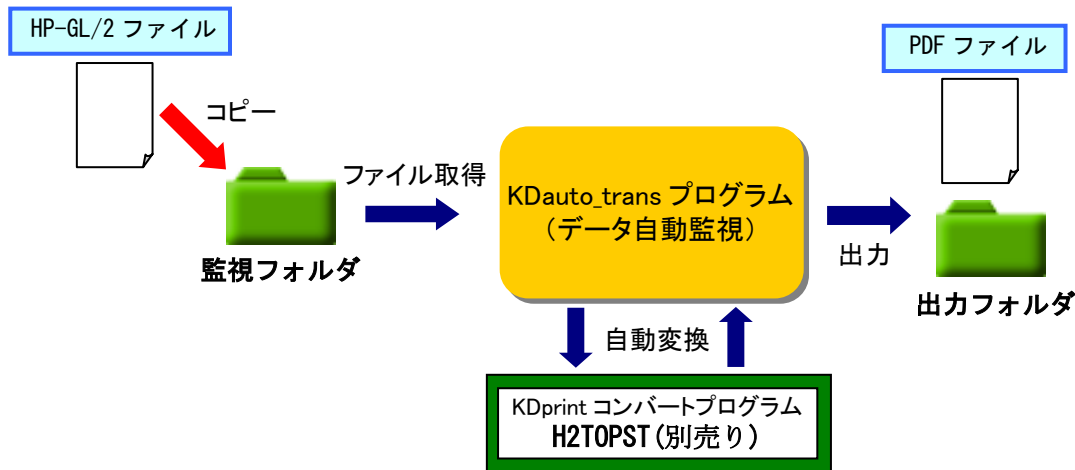 HP-GL/2 ファイル
コピー
監視フォルダ
ファイル取得
KDauto_trans プログラム
(データ自動監視)
自動変換
KDprint コンバートプログラム
H2TOPST(別売り)
出力
PDF ファイル
出力フォルダ